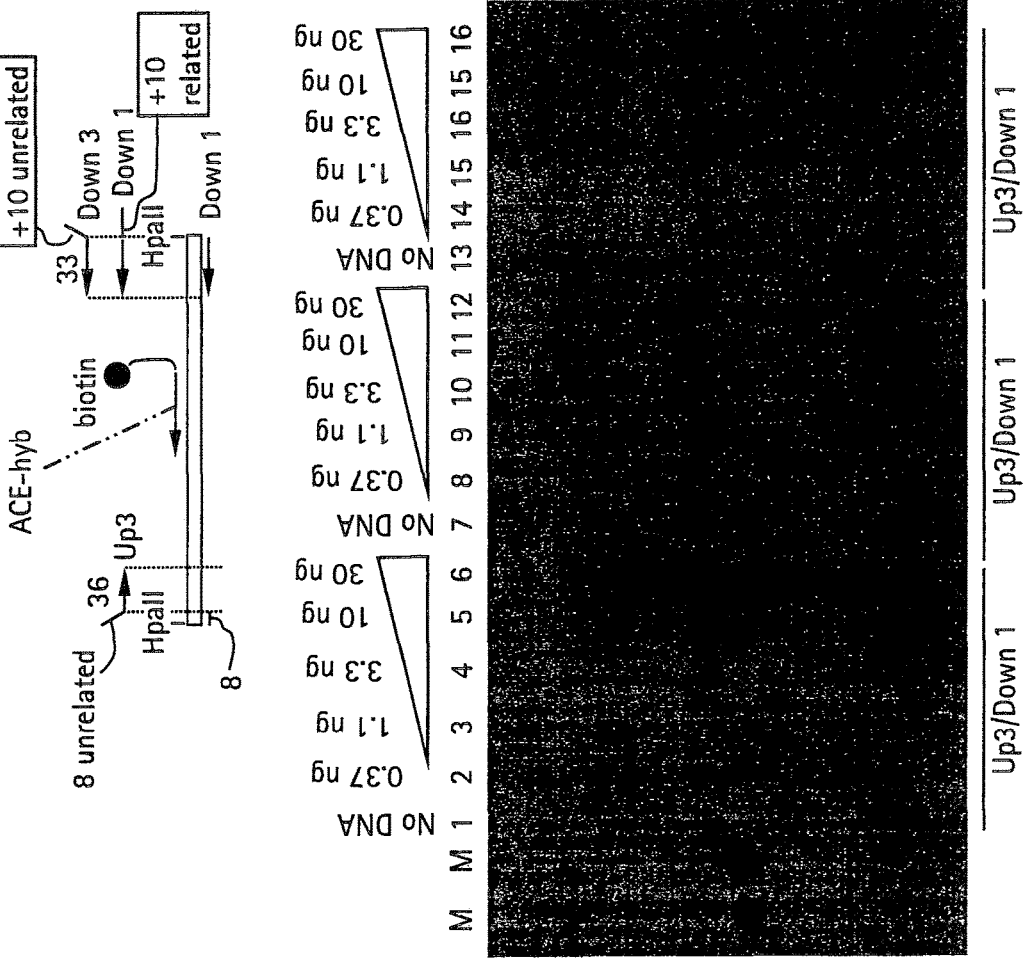 +10 unrelated
33
Down 3
Down 1
+10
related
HpaII
Down 1
biotin
ACE-hyb
36
Up3
8 unrelated
HpaII
8
No DNA
0.37 ng
1.1 ng
3.3 ng
10 ng
30 ng
No DNA
0.37 ng
1.1 ng
3.3 ng
10 ng
30 ng
No DNA
0.37 ng
1.1 ng
3.3 ng
10 ng
30 ng
M M 1 2 3 4 5 6 7 8 9 10 11 12 13 14 15 16 15 16
Up3/Down 1
Up3/Down 1
Up3/Down 1